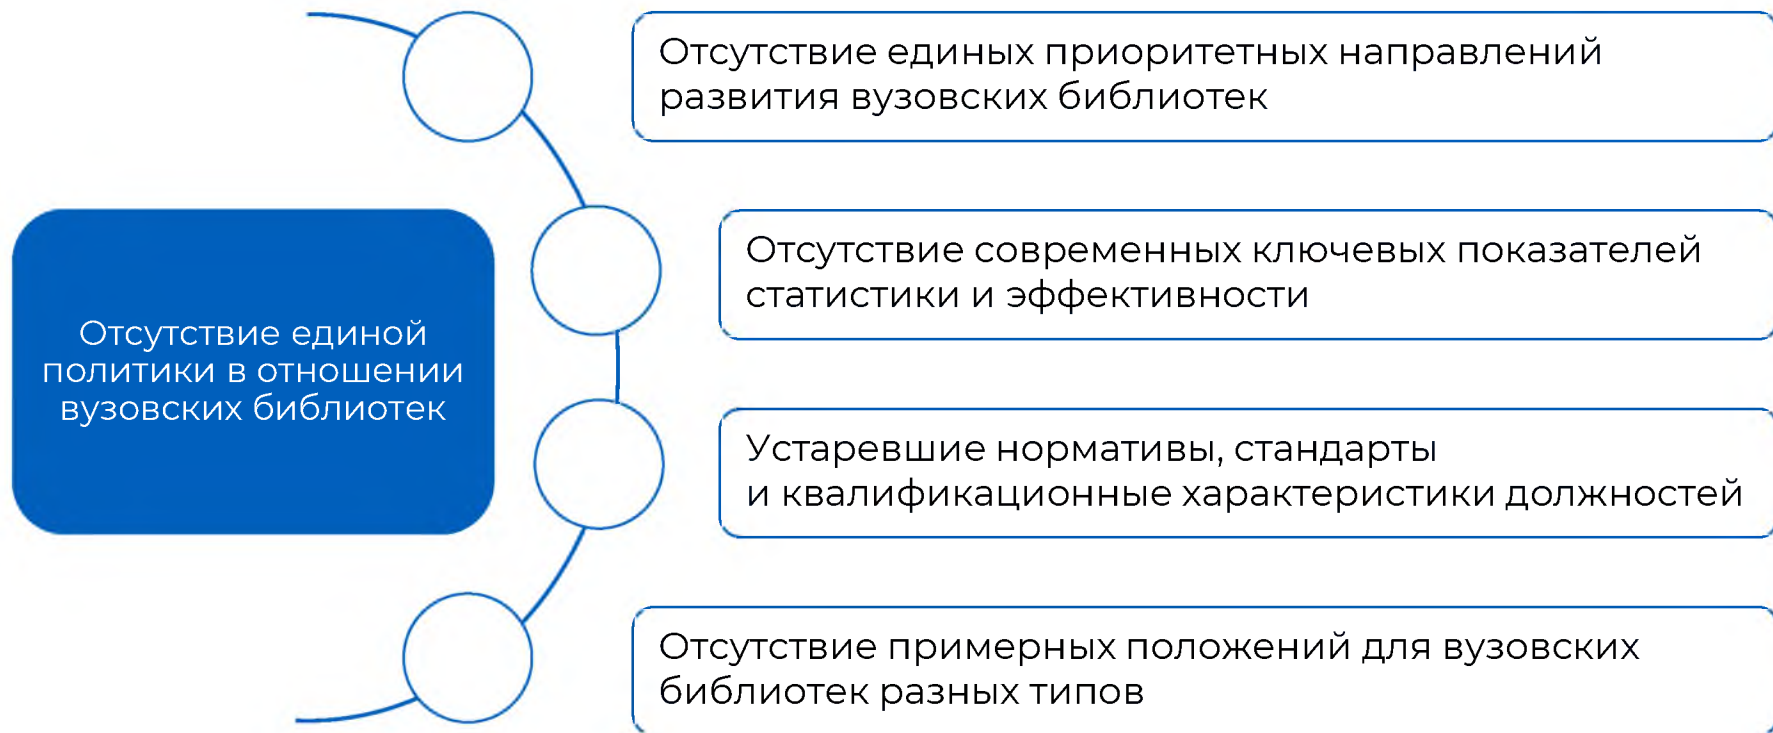 Отсутствие единой
политики в отношении
вузовских библиотек
Отсутствие единых приоритетных направлений
развития вузовских библиотек
Отсутствие современных ключевых показателей
статистики и эффективности
Устаревшие нормативы, стандарты
и квалификационные характеристики должностей
Отсутствие примерных положений для вузовских
библиотек разных типов